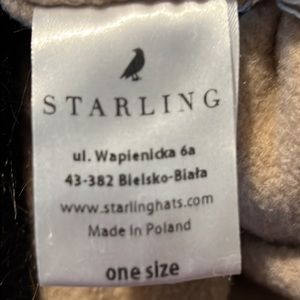 STARLING
ul. Wapienicka 6a
43-382 Bielsko-Biała
www.starlinghats.com
Made in Poland
one size